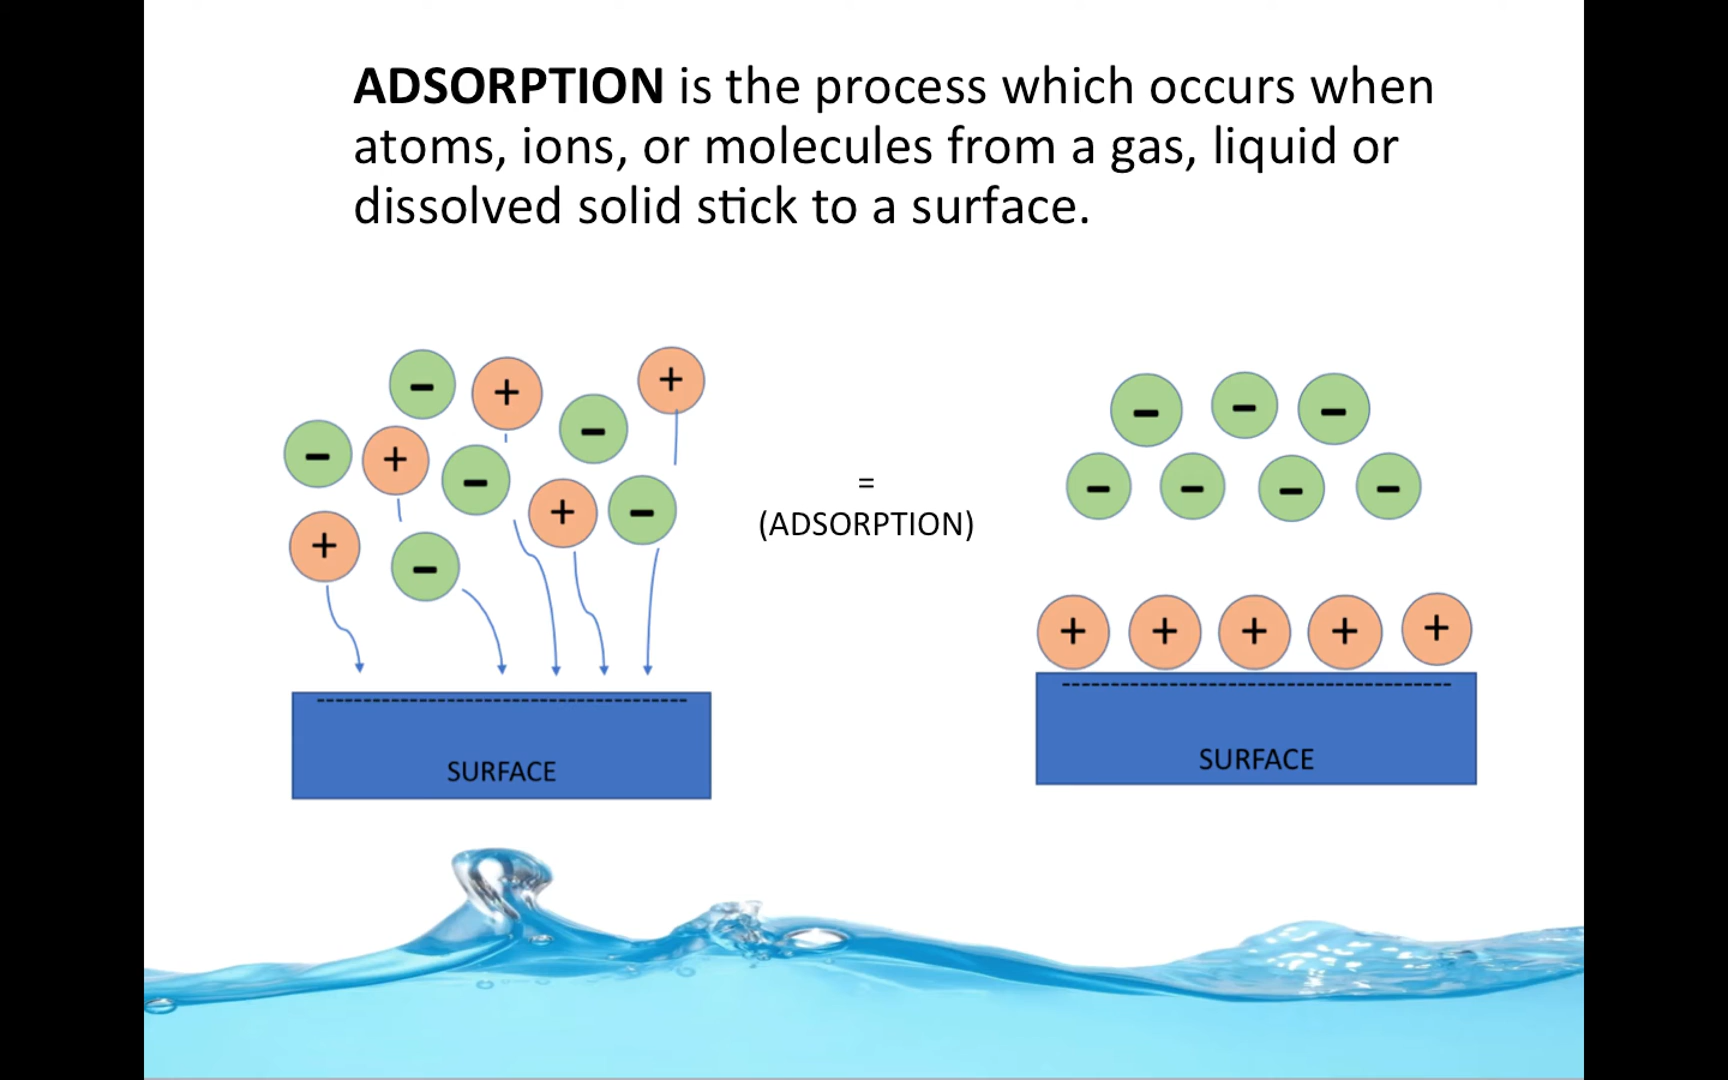 ADSORPTION is the process which occurs when
atoms, ions, or molecules from a gas, liquid or
dissolved solid stick to a surface.
- + +
- + - -
+ - + -
=
(ADSORPTION)
SURFACE
- - -
- - - -
+ + + + +
SURFACE